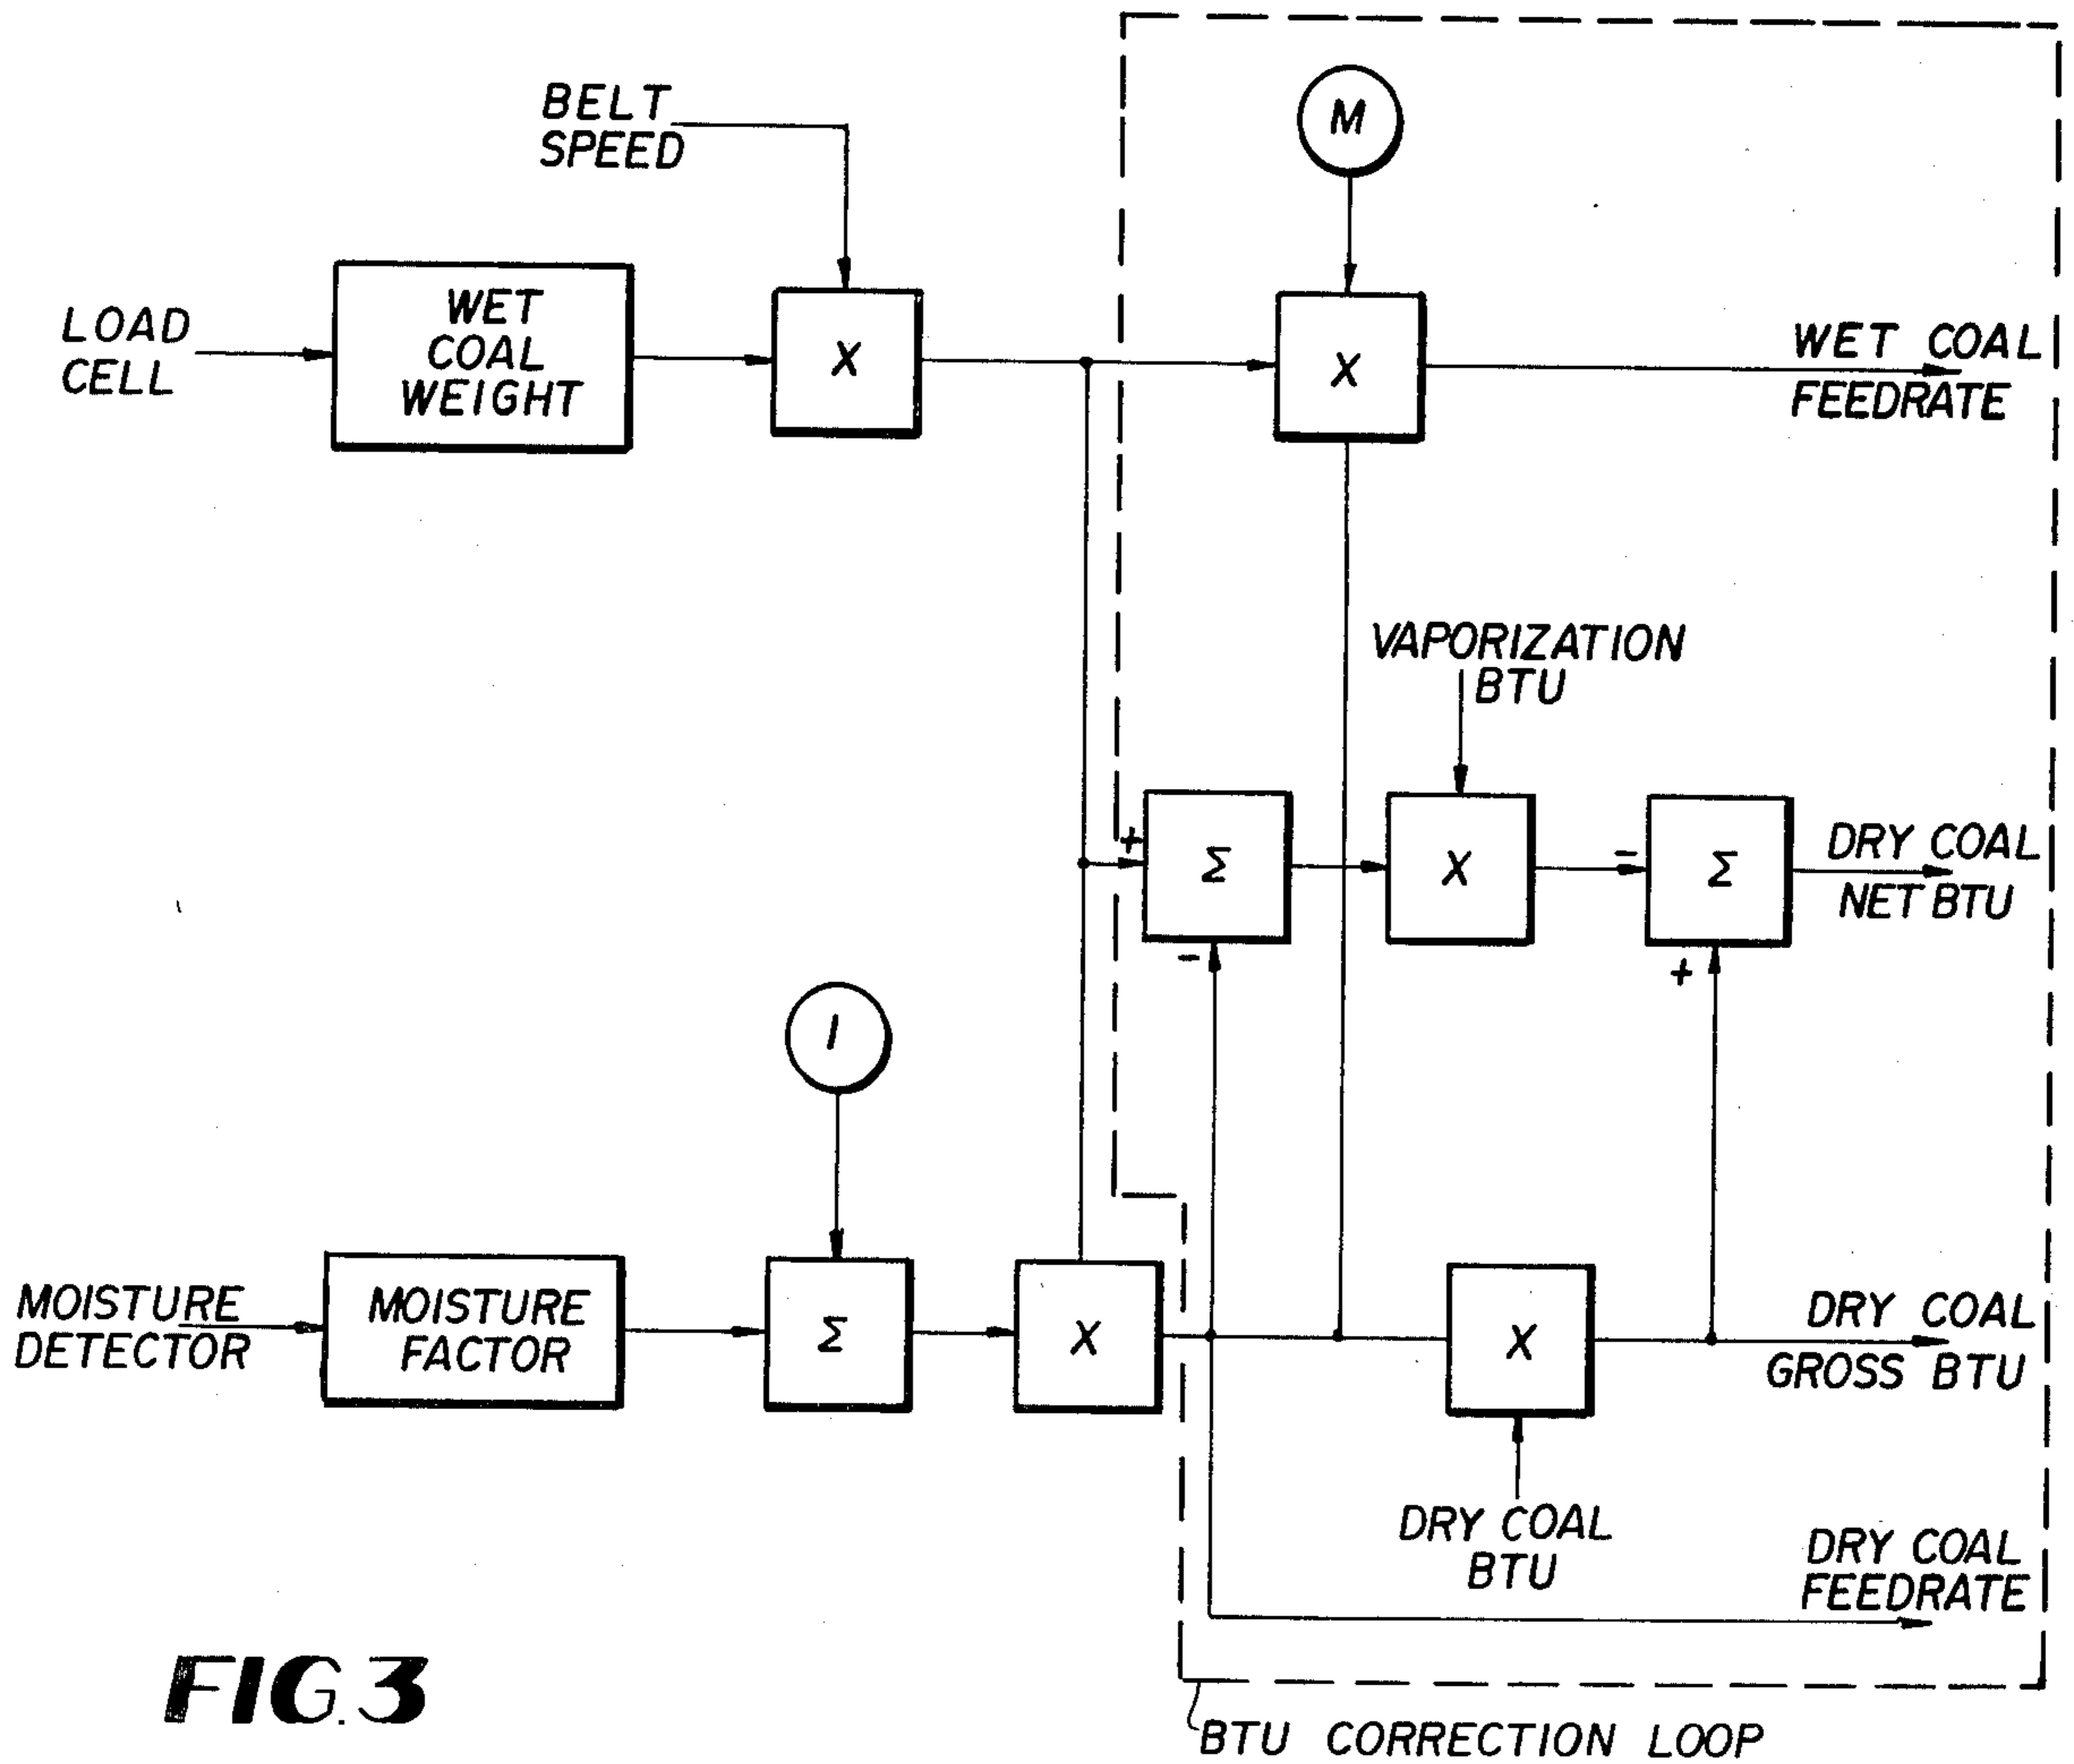 BELT
SPEED
M
LOAD
CELL
WET
COAL
WEIGHT
X
X
WET COAL
FEEDRATE
VAPORIZATION
BTU
+
Σ
-
X
-
Σ
+
DRY COAL
NET BTU
I
MOISTURE
DETECTOR
MOISTURE
FACTOR
Σ
X
X
DRY COAL
GROSS BTU
DRY COAL
BTU
DRY COAL
FEEDRATE
FIG. 3
BTU CORRECTION LOOP